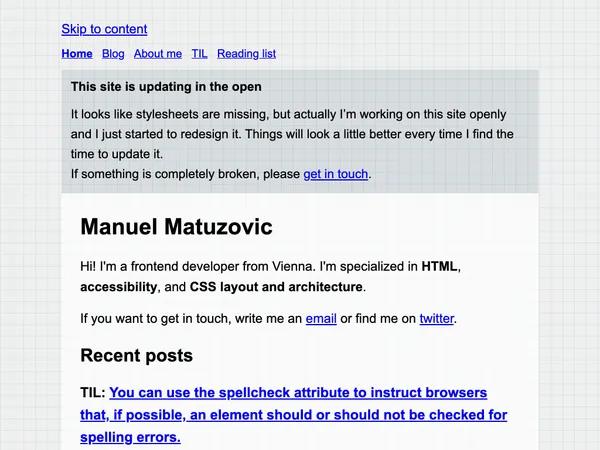 Skip to content
Home Blog About me TIL Reading list
This site is updating in the open
It looks like stylesheets are missing, but actually I’m working on this site openly
and I just started to redesign it. Things will look a little better every time I find the
time to update it.
If something is completely broken, please get in touch.
Manuel Matuzovic
Hi! I'm a frontend developer from Vienna. I'm specialized in HTML,
accessibility, and CSS layout and architecture.
If you want to get in touch, write me an email or find me on twitter.
Recent posts
TIL: You can use the spellcheck attribute to instruct browsers
that, if possible, an element should or should not be checked for
spelling errors.